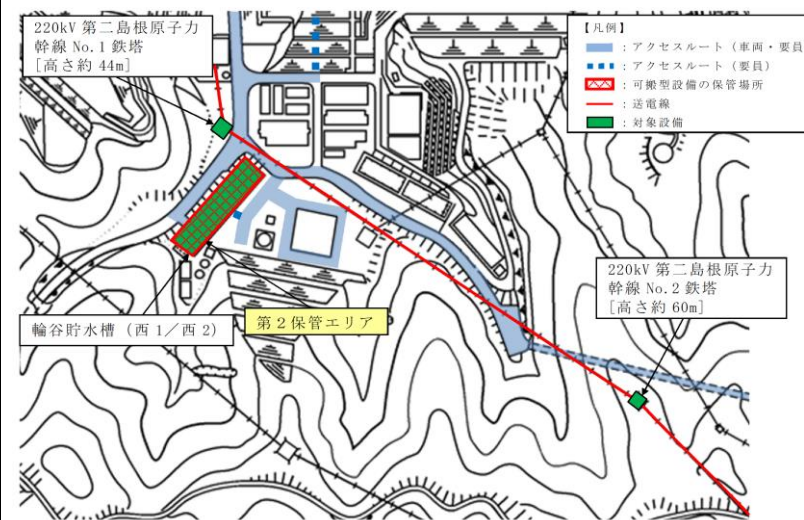 220kV 第二島根原子力
幹線 No.1 鉄塔
[高さ約 44m]
【凡例】
：アクセスルート（車両・要員
：アクセスルート（要員）
：可搬型設備の保管場所
：送電線
：対象設備
220kV 第二島根原子力
幹線 No.2 鉄塔
[高さ約 60m]
輪谷貯水槽（西1／西2）
第２保管エリア